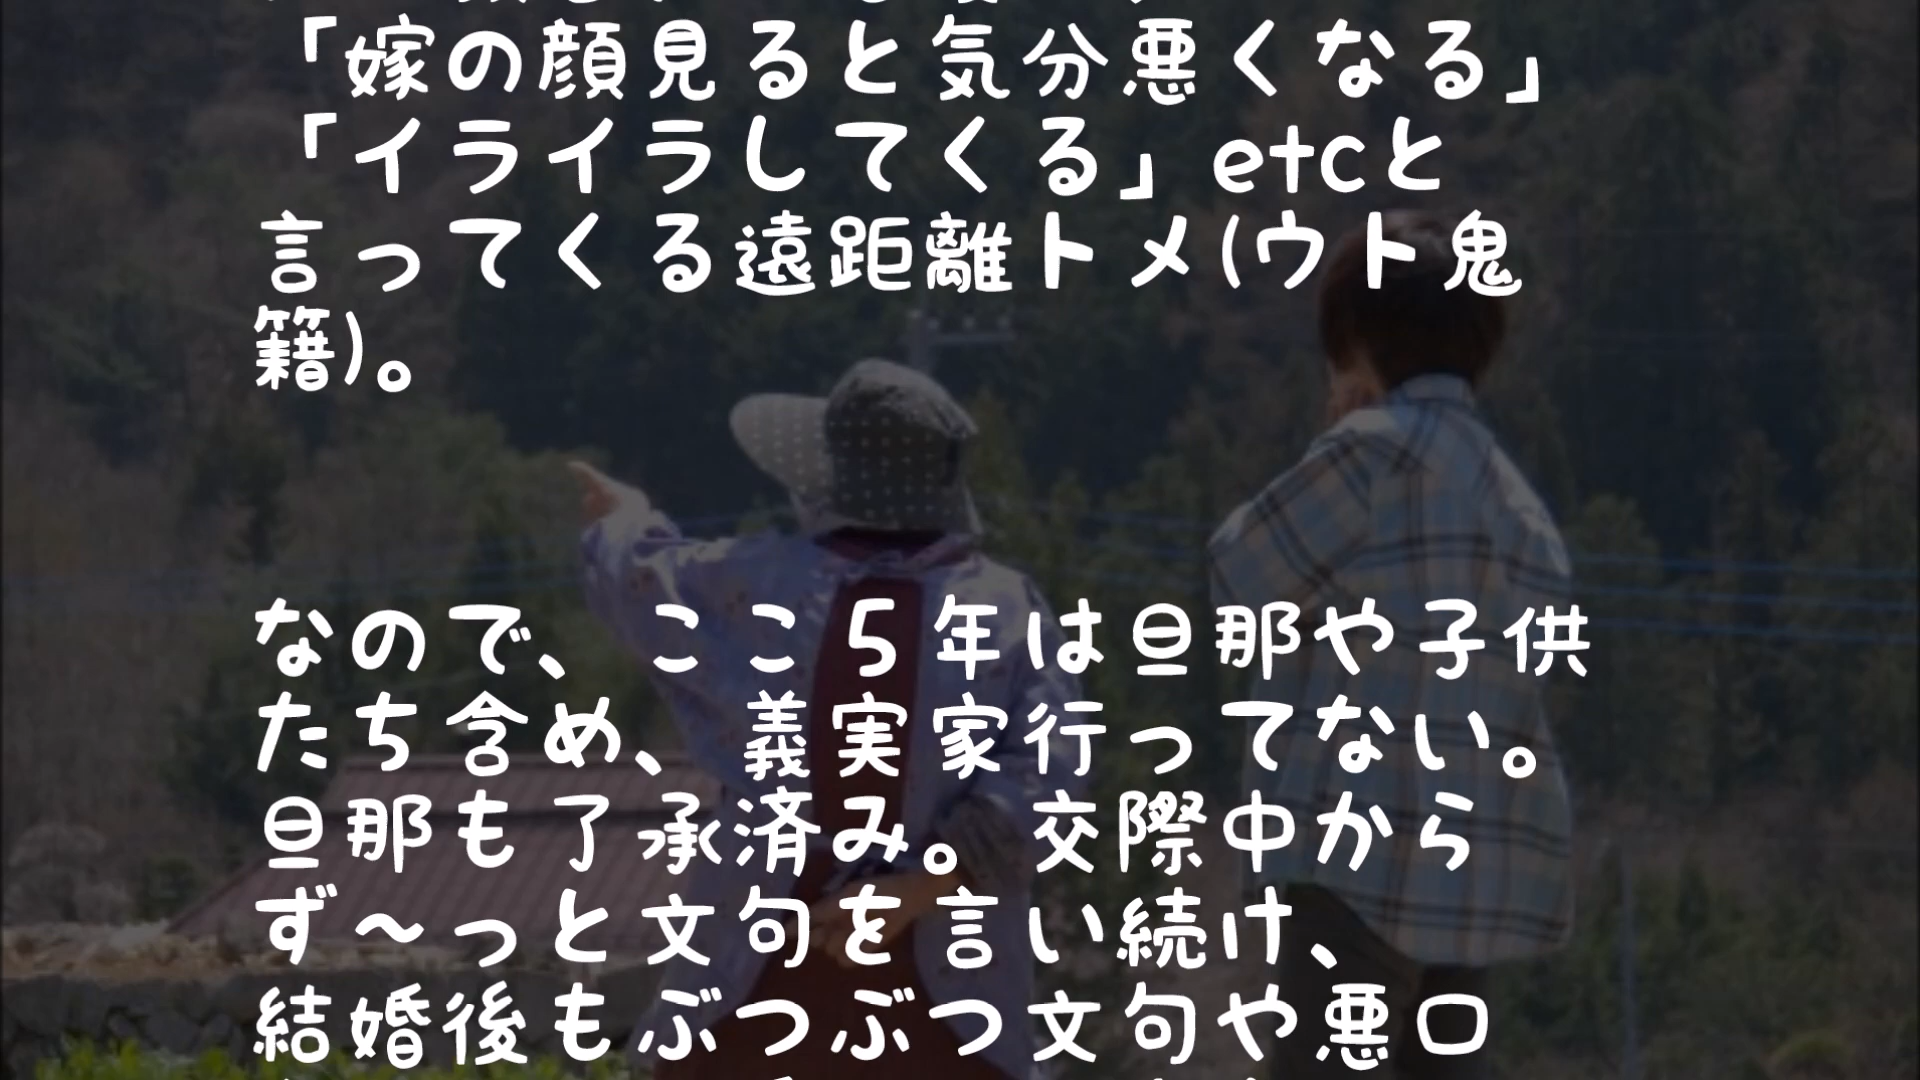 「嫁の顔見ると気分悪くなる」
「イライラしてくる」etcと
言ってくる遠距離トメ(ウト鬼
籍)。
なので、ここ５年は旦那や子供
たち含め、義実家行ってない。
旦那も了承済み。交際中から
ず～っと文句を言い続け、
結婚後もぶつぶつ文句や悪口